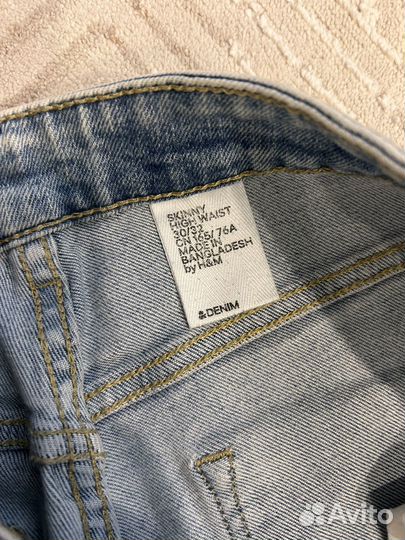 SKINNY
HIGH WAIST
30/32
CN 165/76A
MADE IN
BANGLADESH
by H&M
&DENIM
Avito